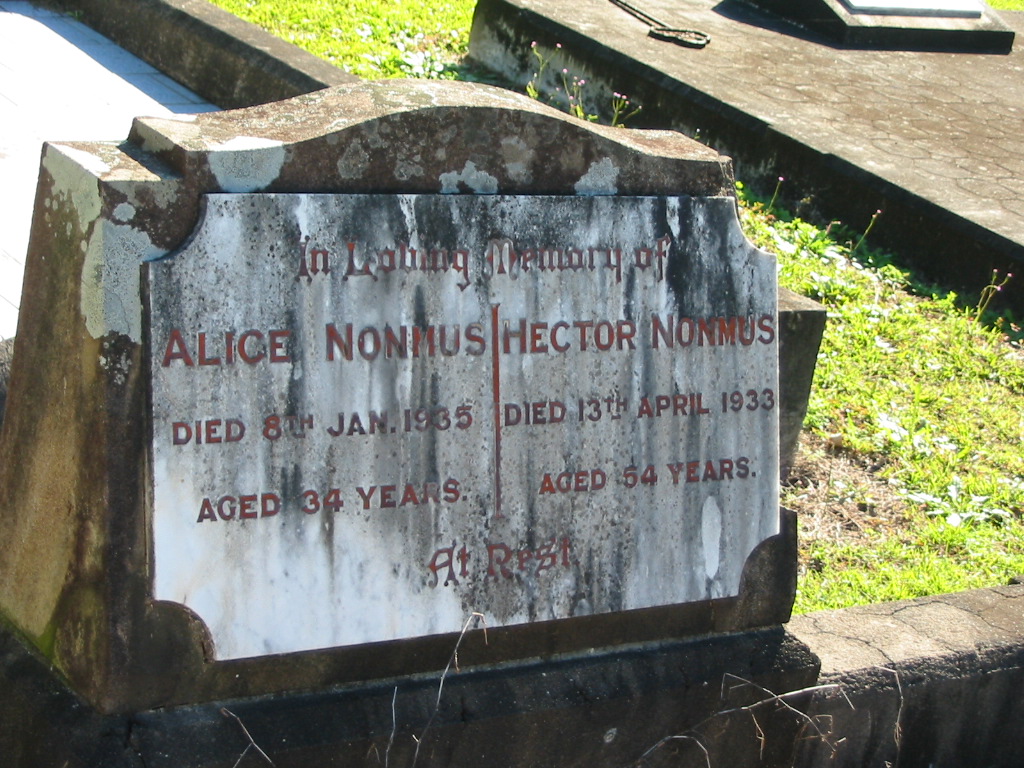 In Loving Memory of
ALICE NONMUS
DIED 8TH JAN. 1935
AGED 34 YEARS.
HECTOR NONMUS
DIED 13TH APRIL 1933
AGED 54 YEARS.
At Rest